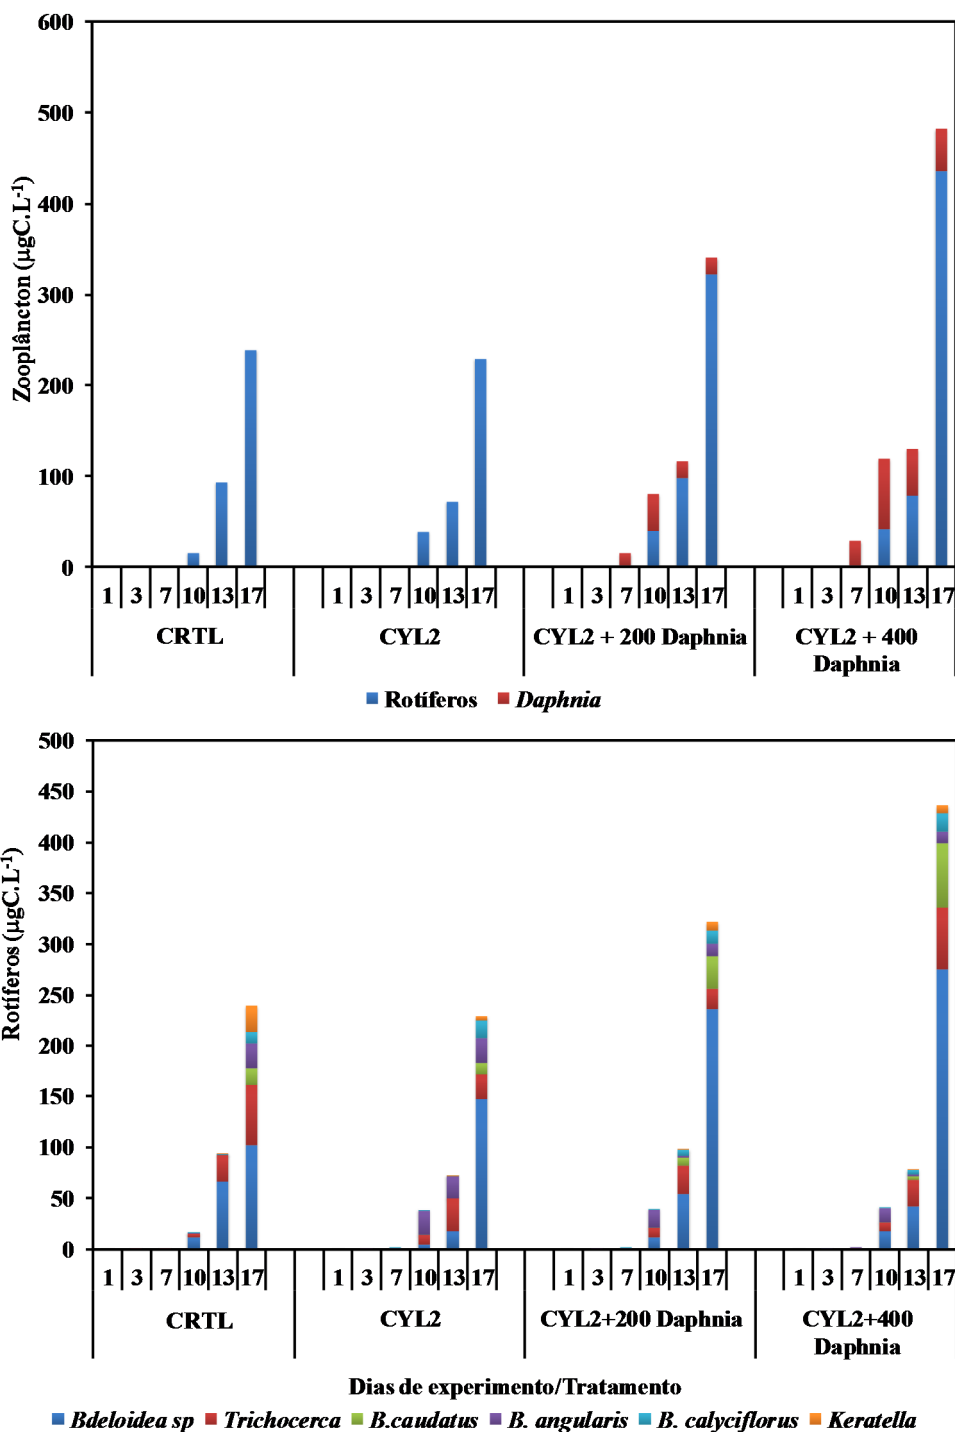 600
500
400
300
200
100
0
Zooplâncton (µgC.L-1)
1 3 7 10 13 17 1 3 7 10 13 17 1 3 7 10 13 17 1 3 7 10 13 17
CRTL CYL2 CYL2 + 200 Daphnia CYL2 + 400
Daphnia
Rotíferos Daphnia
500
450
400
350
300
250
200
150
100
50
0
Rotíferos (µgC.L-1)
1 3 7 10 13 17 1 3 7 10 13 17 1 3 7 10 13 17 1 3 7 10 13 17
CRTL CYL2 CYL2+200 Daphnia CYL2+400
Daphnia
Dias de experimento/Tratamento
Bdeloidea sp Trichocerca B.caudatus B. angularis B. calyciflorus Keratella